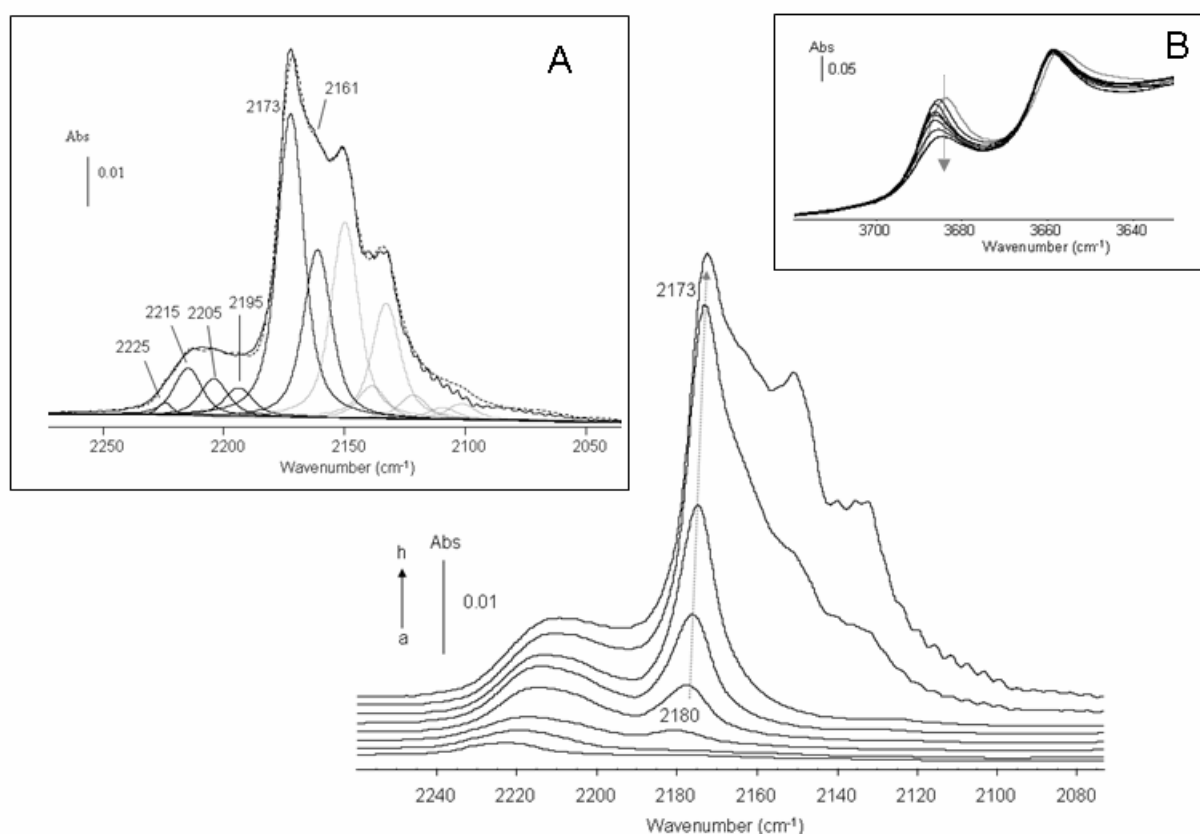 A
2173
2161
Abs
0.01
2195
2205
2215
2225
2250 2200 2150 2100 2050
Wavenumber (cm-1)
B
Abs
0.05
3700 3680 3660 3640
Wavenumber (cm-1)
2173
h
a
Abs
0.01
2180
2240 2220 2200 2180 2160 2140 2120 2100 2080
Wavenumber (cm-1)